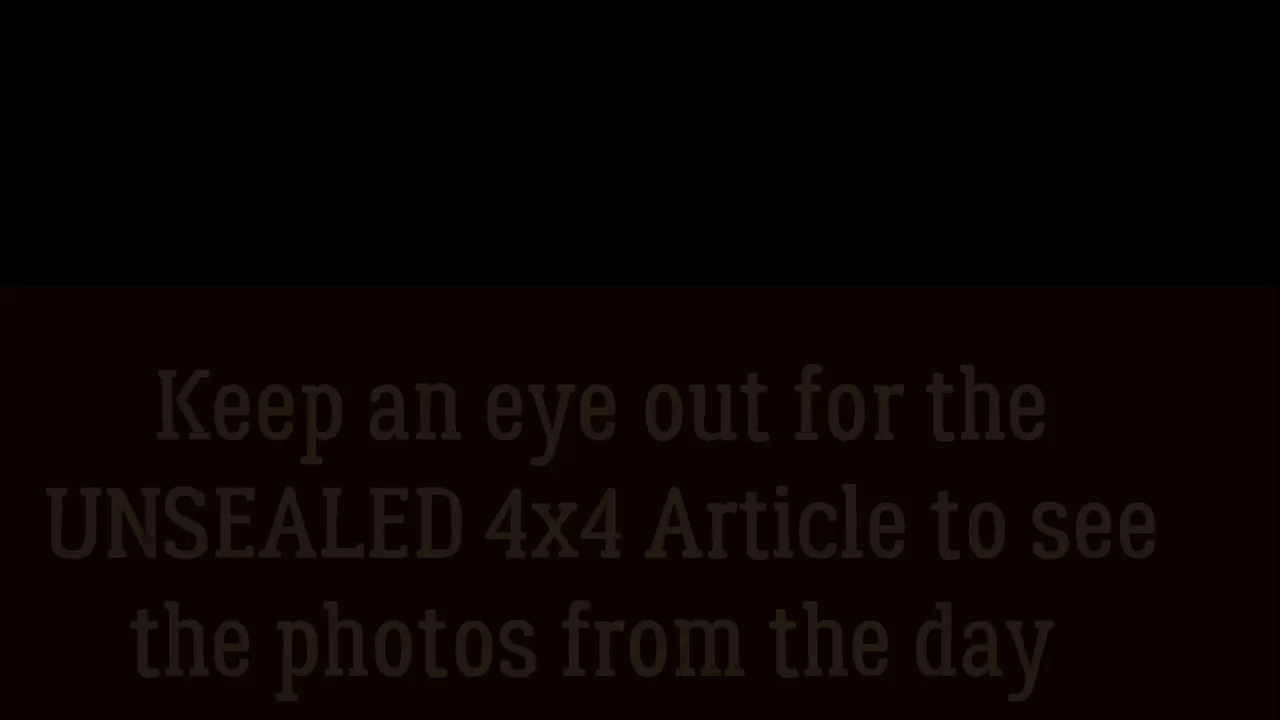 Keep an eye out for the
UNSEALED 4x4 Article to see
the photos from the day